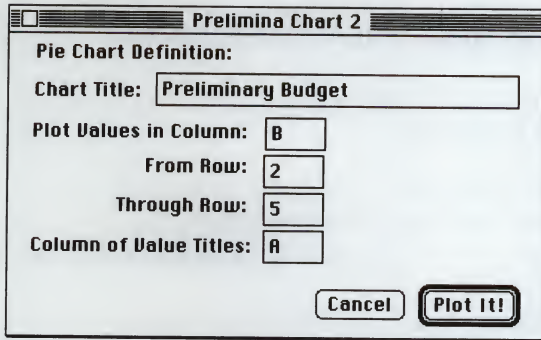 Prelimina Chart 2
Pie Chart Definition:
Chart Title: Preliminary Budget
Plot Values in Column: B
From Row: 2
Through Row: 5
Column of Value Titles: A
Cancel Plot It!